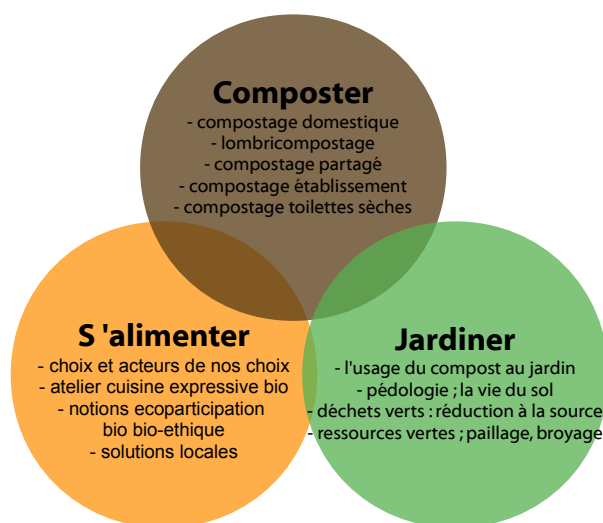 Composter
- compostage domestique
- lombricompostage
- compostage partagé
- compostage établissement
- compostage toilettes sèches
S 'alimenter
- choix et acteurs de nos choix
- atelier cuisine expressive bio
- notions ecoparticipation
bio bio-ethique
- solutions locales
Jardiner
- l'usage du compost au jardin
- pédologie ; la vie du sol
- déchets verts : réduction à la source
- ressources vertes ; paillage, broyage